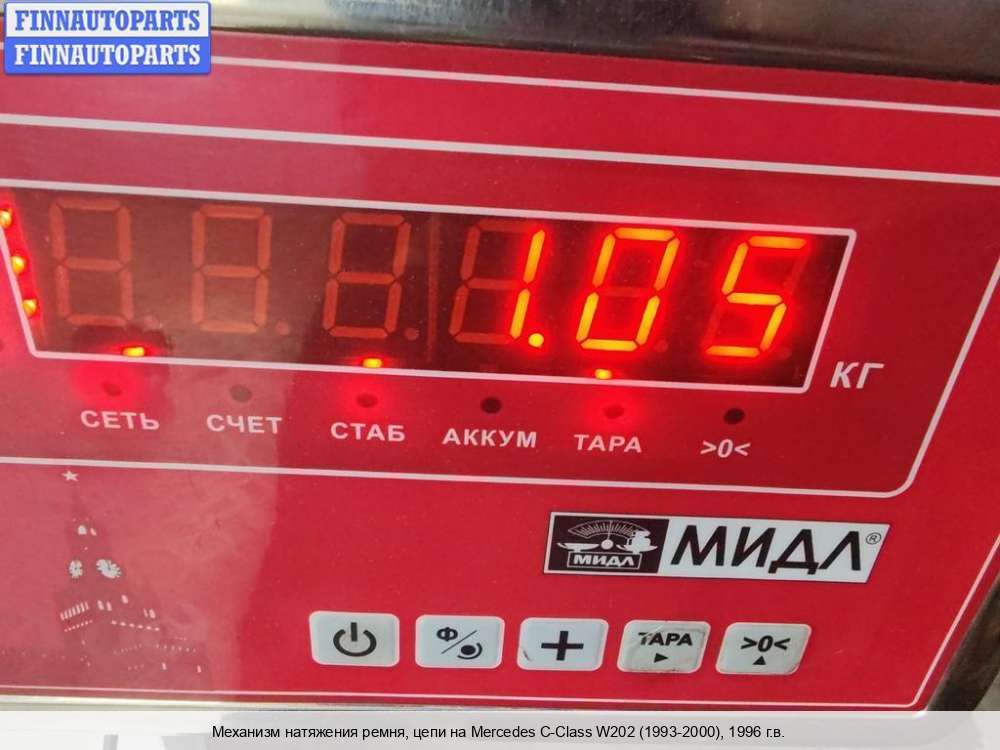 FINNAUTOPARTS
FINNAUTOPARTS
1.05
КГ
СЕТЬ СЧЕТ СТАБ АККУМ ТАРА >0<
МИДЛ МИДЛ®
Ф ТАРА >0<
Механизм натяжения ремня, цепи на Mercedes C-Class W202 (1993-2000), 1996 г.в.